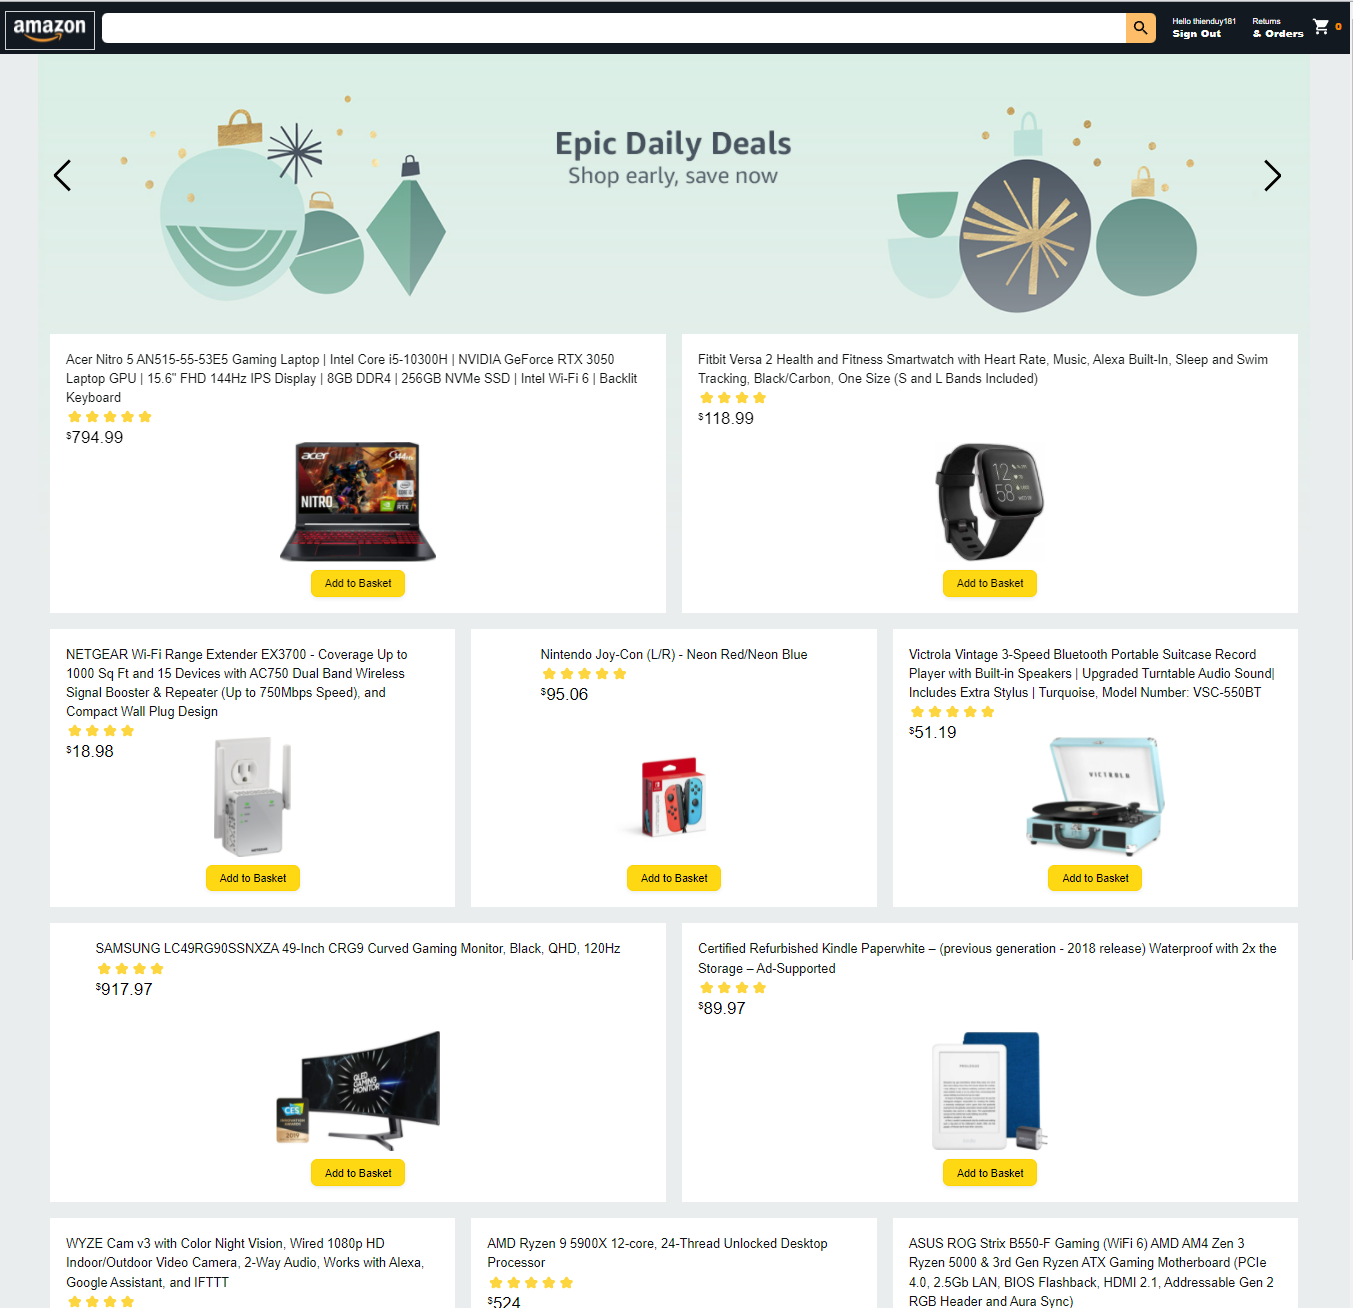 amazon
Hello thienduy181
Sign Out
Returns
& Orders
0
Epic Daily Deals
Shop early, save now
Acer Nitro 5 AN515-55-53E5 Gaming Laptop | Intel Core i5-10300H | NVIDIA GeForce RTX 3050
Laptop GPU | 15.6" FHD 144Hz IPS Display | 8GB DDR4 | 256GB NVMe SSD | Intel Wi-Fi 6 | Backlit
Keyboard
$794.99
acer
NITRO
Add to Basket
Fitbit Versa 2 Health and Fitness Smartwatch with Heart Rate, Music, Alexa Built-In, Sleep and Swim
Tracking, Black/Carbon, One Size (S and L Bands Included)
$118.99
12
58
Add to Basket
NETGEAR Wi-Fi Range Extender EX3700 - Coverage Up to
1000 Sq Ft and 15 Devices with AC750 Dual Band Wireless
Signal Booster & Repeater (Up to 750Mbps Speed), and
Compact Wall Plug Design
$18.98
Add to Basket
Nintendo Joy-Con (L/R) - Neon Red/Neon Blue
$95.06
Add to Basket
Victrola Vintage 3-Speed Bluetooth Portable Suitcase Record
Player with Built-in Speakers | Upgraded Turntable Audio Sound|
Includes Extra Stylus | Turquoise, Model Number: VSC-550BT
$51.19
VICTROLA
Add to Basket
SAMSUNG LC49RG90SSNXZA 49-Inch CRG9 Curved Gaming Monitor, Black, QHD, 120Hz
$917.97
QLED
GAMING
MONITOR
CES
2019
Add to Basket
Certified Refurbished Kindle Paperwhite – (previous generation - 2018 release) Waterproof with 2x the
Storage – Ad-Supported
$89.97
Add to Basket
WYZE Cam v3 with Color Night Vision, Wired 1080p HD
Indoor/Outdoor Video Camera, 2-Way Audio, Works with Alexa,
Google Assistant, and IFTTT
AMD Ryzen 9 5900X 12-core, 24-Thread Unlocked Desktop
Processor
$524
ASUS ROG Strix B550-F Gaming (WiFi 6) AMD AM4 Zen 3
Ryzen 5000 & 3rd Gen Ryzen ATX Gaming Motherboard (PCIe
4.0, 2.5Gb LAN, BIOS Flashback, HDMI 2.1, Addressable Gen 2
RGB Header and Aura Sync)